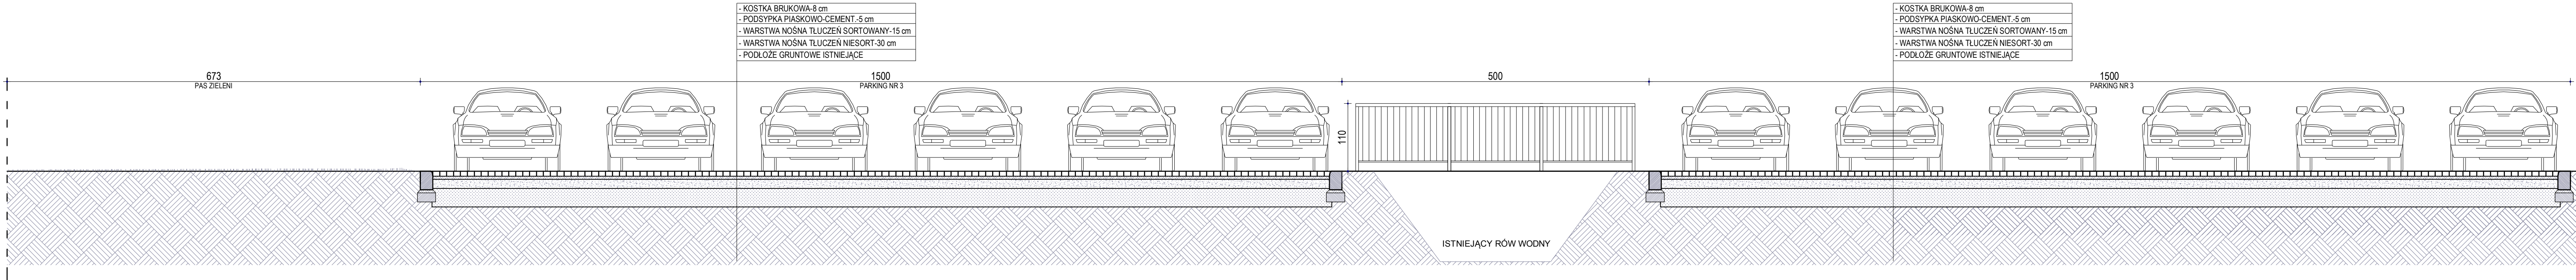 - KOSTKA BRUKOWA-8 cm
- PODSYPKA PIASKOWO-CEMENT.-5 cm
- WARSTWA NOŚNA TŁUCZEŃ SORTOWANY-15 cm
- WARSTWA NOŚNA TŁUCZEŃ NIESORT-30 cm
- PODŁOŻE GRUNTOWE ISTNIEJĄCE
- KOSTKA BRUKOWA-8 cm
- PODSYPKA PIASKOWO-CEMENT.-5 cm
- WARSTWA NOŚNA TŁUCZEŃ SORTOWANY-15 cm
- WARSTWA NOŚNA TŁUCZEŃ NIESORT-30 cm
- PODŁOŻE GRUNTOWE ISTNIEJĄCE
673
PAS ZIELENI
1500
PARKING NR 3
500
1500
PARKING NR 3
110
ISTNIEJĄCY RÓW WODNY